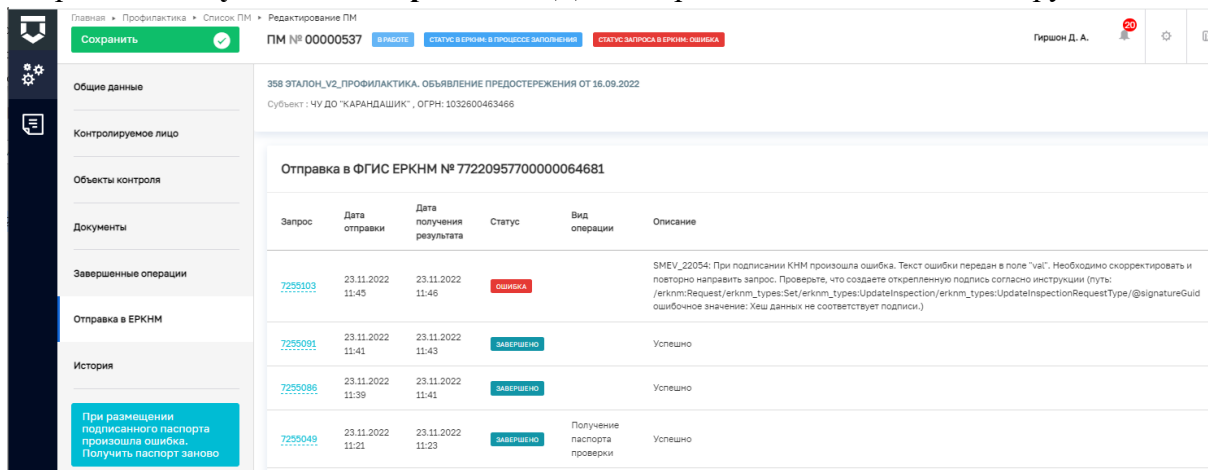 Главная ▸ Профилактика ▸ Список ПМ ▸ Редактирование ПМ
Сохранить
ПМ № 00000537 В РАБОТЕ СТАТУС В ЕРКНМ: В ПРОЦЕССЕ ЗАПОЛНЕНИЯ СТАТУС ЗАПРОСА В ЕРКНМ: ОШИБКА
Гиршон Д. А.
20
Общие данные
Контролируемое лицо
Объекты контроля
Документы
Завершенные операции
Отправка в ЕРКНМ
История
При размещении
подписанного паспорта
произошла ошибка.
Получить паспорт заново
358 ЭТАЛОН_V2_ПРОФИЛАКТИКА. ОБЪЯВЛЕНИЕ ПРЕДОСТЕРЕЖЕНИЯ ОТ 16.09.2022
Субъект : ЧУ ДО "КАРАНДАШИК" , ОГРН: 1032600463466
Отправка в ФГИС ЕРКНМ № 77220957700000064681
Запрос
Дата
отправки
Дата
получения
результата
Статус
Вид
операции
Описание
7255103
23.11.2022
11:45
23.11.2022
11:46
ОШИБКА
SMEV_22054: При подписании КНМ произошла ошибка. Текст ошибки передан в поле "val". Необходимо скорректировать и
повторно направить запрос. Проверьте, что создаете открепленную подпись согласно инструкции (путь:
/erknm:Request/erknm_types:Set/erknm_types:UpdateInspection/erknm_types:UpdateInspectionRequestType/@signatureGuid
ошибочное значение: Хеш данных не соответствует подписи.)
7255091
23.11.2022
11:41
23.11.2022
11:43
ЗАВЕРШЕНО
Успешно
7255086
23.11.2022
11:39
23.11.2022
11:41
ЗАВЕРШЕНО
Успешно
7255049
23.11.2022
11:21
23.11.2022
11:23
ЗАВЕРШЕНО
Получение
паспорта
проверки
Успешно